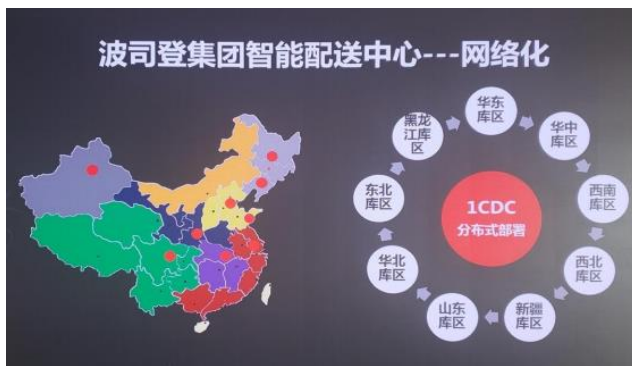 波司登集团智能配送中心---网络化
华东
库区
华中
库区
西南
库区
西北
库区
新疆
库区
山东
库区
华北
库区
东北
库区
黑龙
江库
区
1CDC
分布式部署